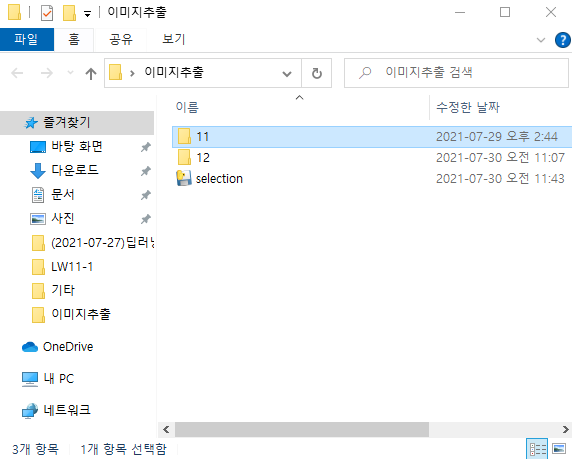 이미지추출
파일 홈 공유 보기
이미지추출
이미지추출 검색
이름 수정한 날짜
즐겨찾기
바탕 화면
다운로드
문서
사진
(2021-07-27)딥러닝
LW11-1
기타
이미지추출
OneDrive
내 PC
네트워크
11 2021-07-29 오후 2:44
12 2021-07-30 오전 11:07
selection 2021-07-30 오전 11:43
3개 항목 1개 항목 선택함